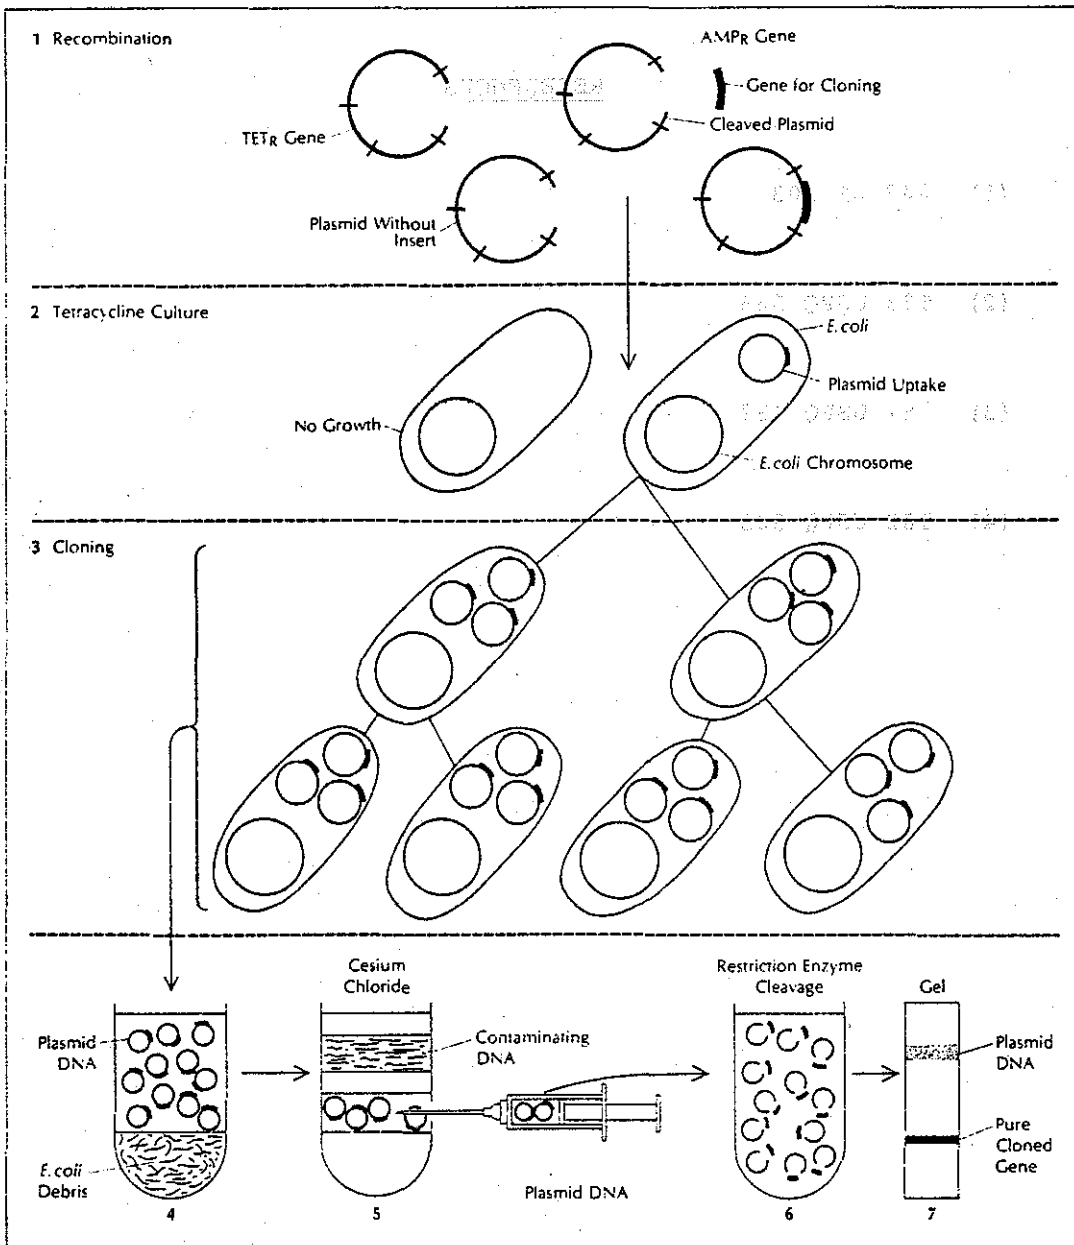 1 Recombination
AMPR Gene
Gene for Cloning
TETR Gene
Cleaved Plasmid
Plasmid Without
Insert
2 Tetracycline Culture
E.coli
Plasmid Uptake
No Growth
E.coli Chromosome
3 Cloning
Cesium
Chloride
Restriction Enzyme
Cleavage
Gel
Plasmid
DNA
Contaminating
DNA
Plasmid
DNA
E.coli
Debris
Plasmid DNA
Pure
Cloned
Gene
4
5
6
7